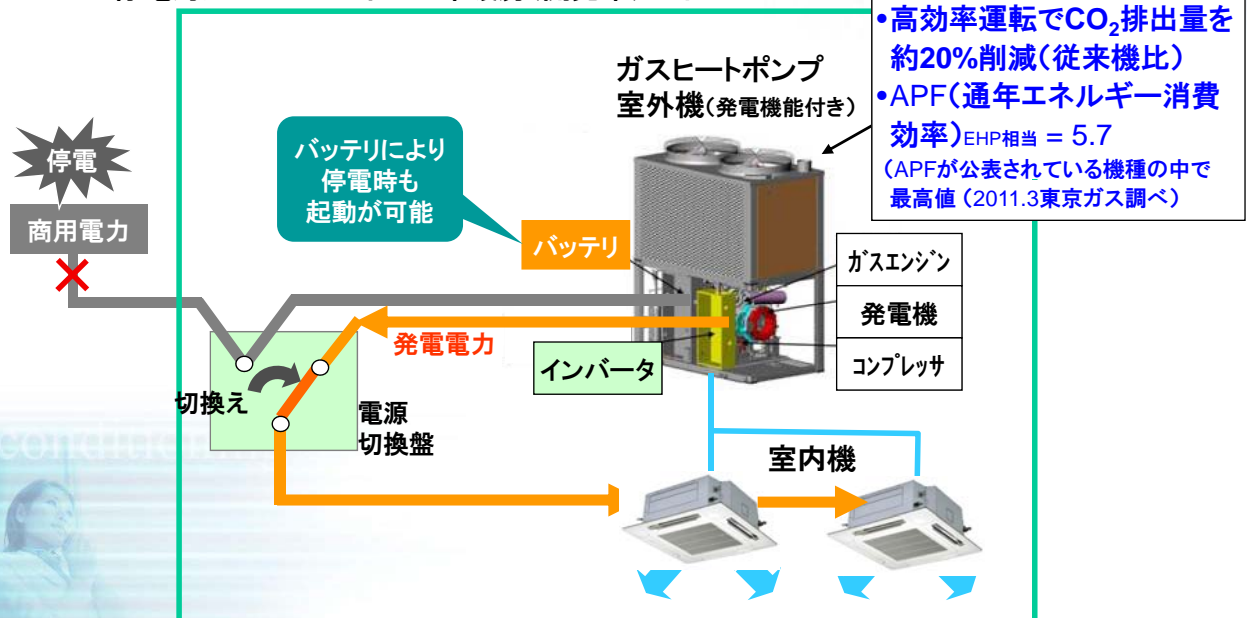 •高効率運転でCO₂排出量を
約20%削減（従来機比）
•APF（通年エネルギー消費
効率）EHP相当 = 5.7
（APFが公表されている機種の中で
最高値（2011.3東京ガス調べ）
ガスヒートポンプ
室外機（発電機能付き）
停電
商用電力
バッテリにより
停電時も
起動が可能
バッテリ
ガスエンジン
発電機
コンプレッサ
発電電力
インバータ
切換え
電源
切換盤
室内機